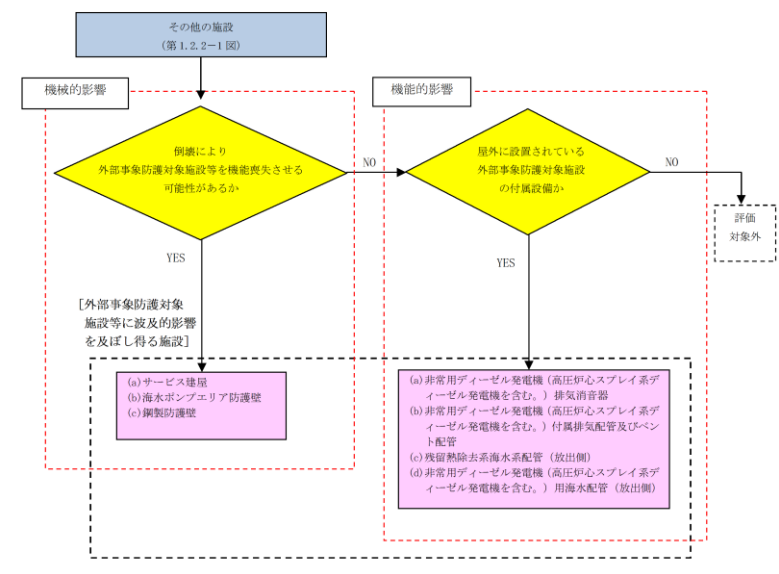 その他の施設
(第1.2.2-1図)
機械的影響
機能的影響
倒壊により
外部事象防護対象施設等を機能喪失させる
可能性があるか
NO
屋外に設置されている
外部事象防護対象施設
の付属設備か
NO
評価
対象外
YES
YES
[外部事象防護対象
施設等に波及的影響
を及ぼし得る施設]
(a)サービス建屋
(b)海水ポンプエリア防護壁
(c)鋼製防護壁
(a)非常用ディーゼル発電機(高圧炉心スプレイ系デ
ィーゼル発電機を含む。)排気消音器
(b)非常用ディーゼル発電機(高圧炉心スプレイ系デ
ィーゼル発電機を含む。)付属排気配管及びベン
ト配管
(c)残留熱除去系海水系配管(放出側)
(d)非常用ディーゼル発電機(高圧炉心スプレイ系デ
ィーゼル発電機を含む。)用海水配管(放出側)